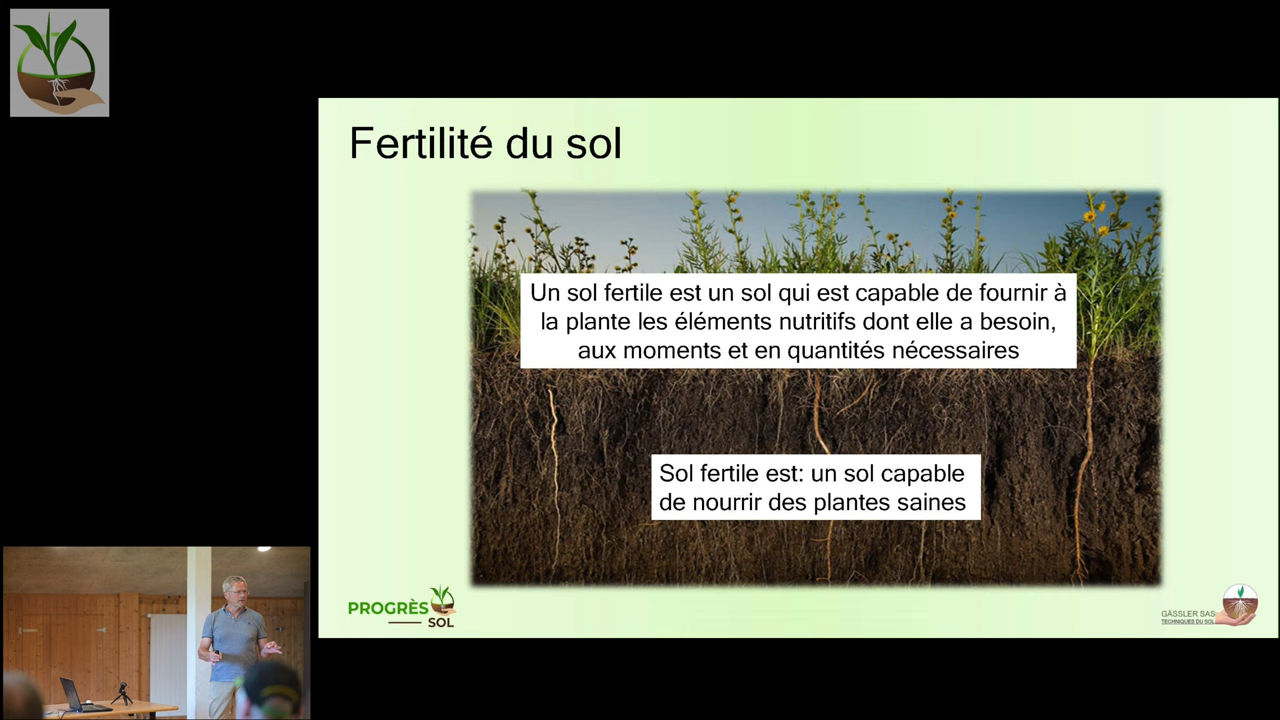 Fertilité du sol
Un sol fertile est un sol qui est capable de fournir à
la plante les éléments nutritifs dont elle a besoin,
aux moments et en quantités nécessaires
Sol fertile est: un sol capable
de nourrir des plantes saines
PROGRÈS
SOL
GÄSSLER SAS
TECHNIQUES DU SOL